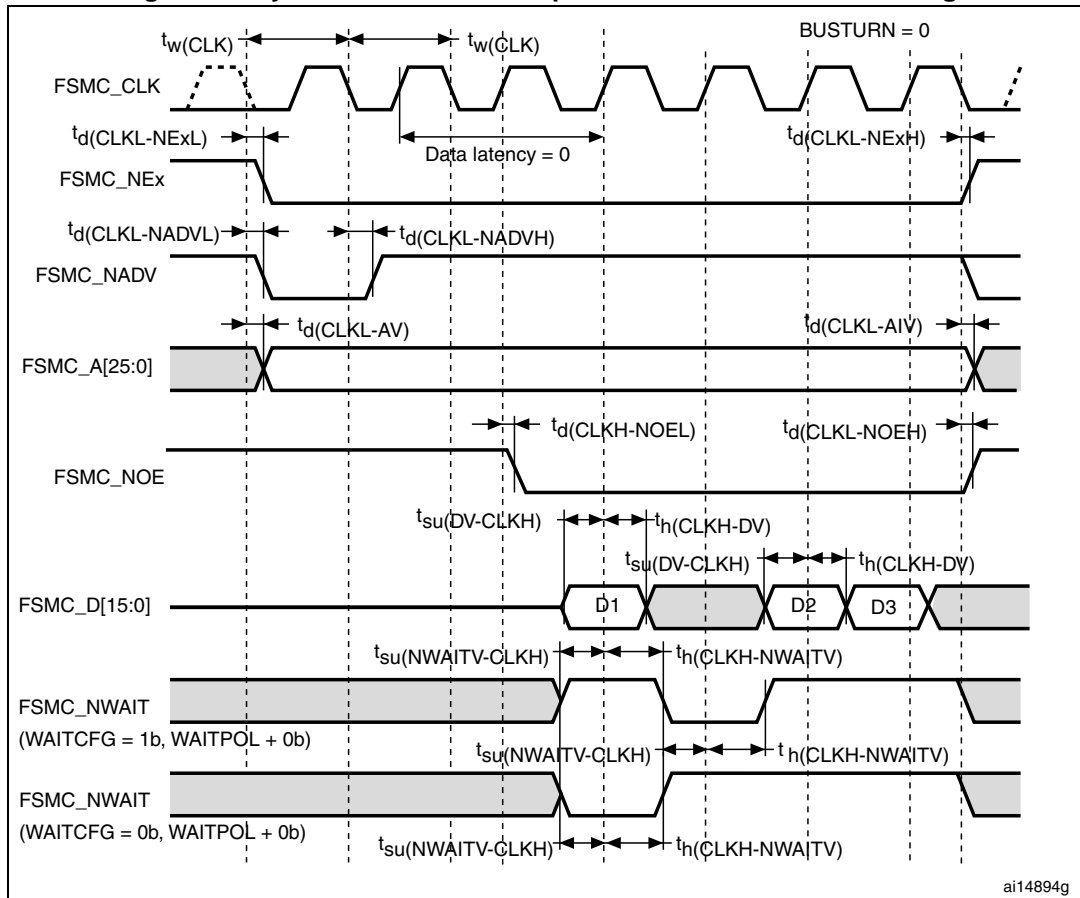 BUSTURN = 0
tw(CLK)
tw(CLK)
FSMC_CLK
td(CLKL-NExL)
Data latency = 0
td(CLKL-NExH)
FSMC_NEx
td(CLKL-NADVL)
td(CLKL-NADVH)
FSMC_NADV
td(CLKL-AV)
td(CLKL-AIV)
FSMC_A[25:0]
td(CLKH-NOEL)
td(CLKL-NOEH)
FSMC_NOE
tsu(DV-CLKH)
th(CLKH-DV)
tsu(DV-CLKH)
th(CLKH-DV)
FSMC_D[15:0]
D1
D2
D3
tsu(NWAITV-CLKH)
th(CLKH-NWAITV)
FSMC_NWAIT
(WAITCFG = 1b, WAITPOL + 0b)
tsu(NWAITV-CLKH)
t h(CLKH-NWAITV)
FSMC_NWAIT
(WAITCFG = 0b, WAITPOL + 0b)
tsu(NWAITV-CLKH)
th(CLKH-NWAITV)
ai14894g